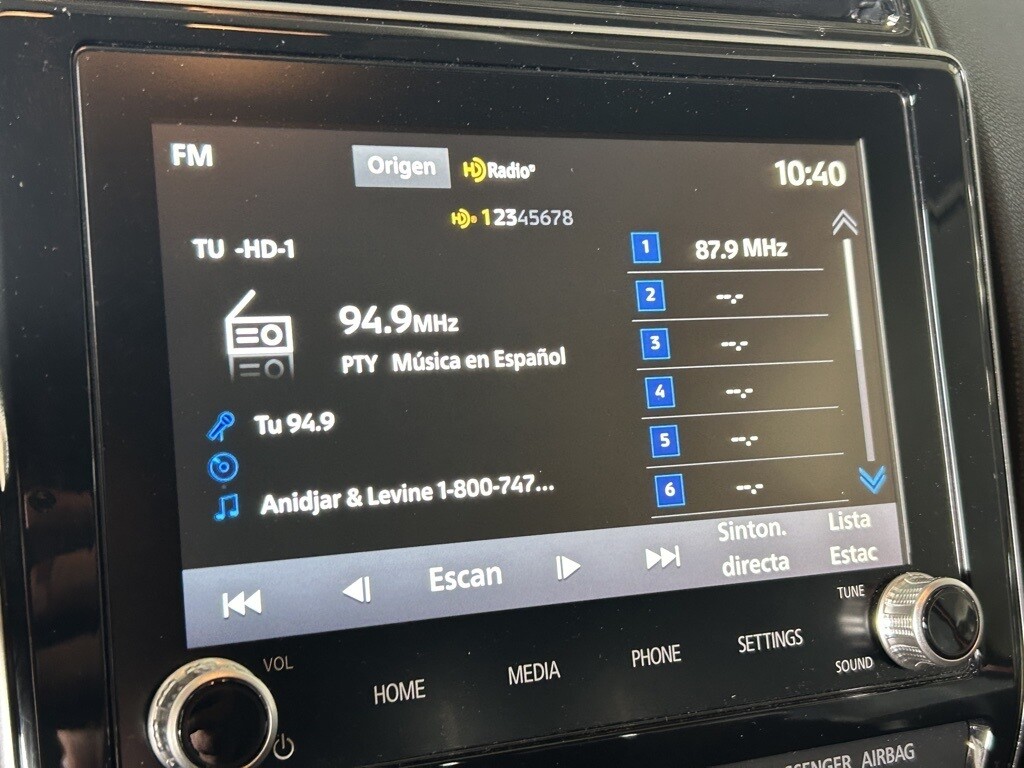 FM
Origen
HD Radio
10:40
HD 12345678
TU -HD-1
94.9 MHz
PTY Música en Español
Tu 94.9
Anidjar & Levine 1-800-747...
1 87.9 MHz
2 --.-
3 --.-
4 --.-
5 --.-
6 --.-
Escan
Sinton.
directa
Lista
Estac
VOL
HOME
MEDIA
PHONE
SETTINGS
TUNE
SOUND
AIRBAG